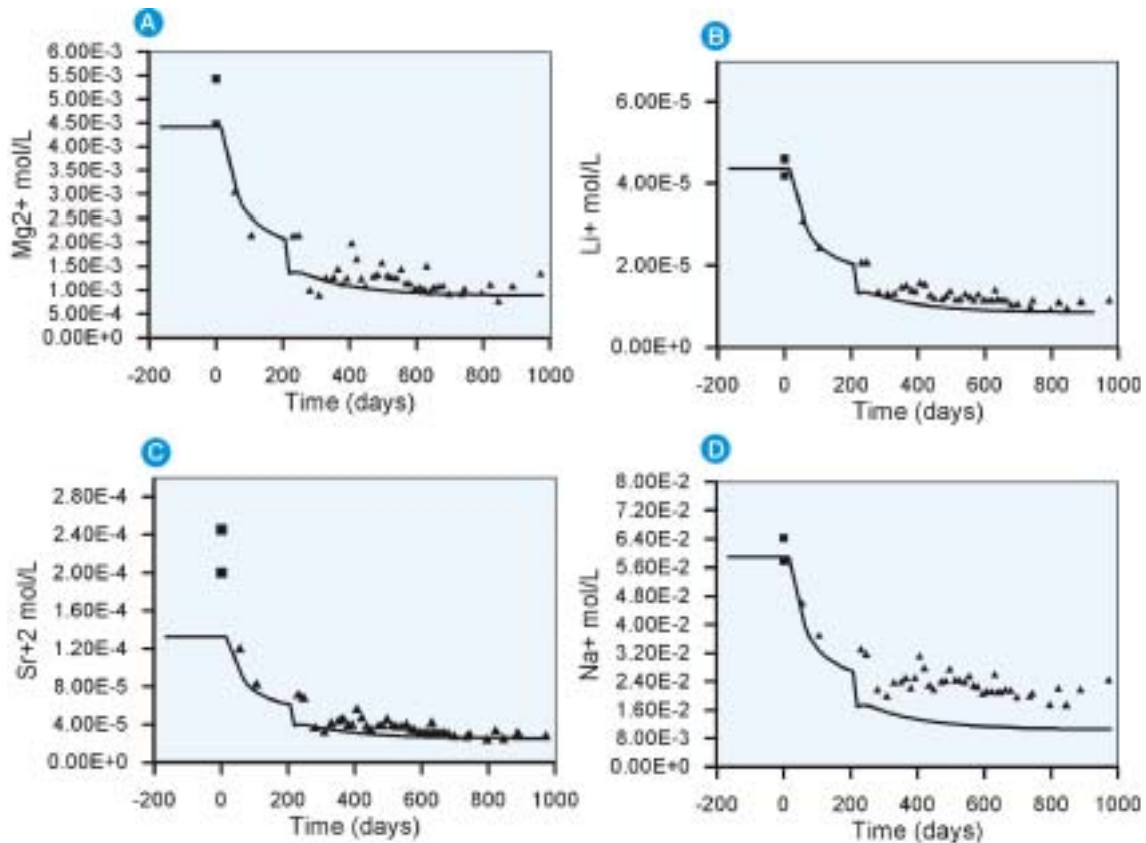 A
Mg2+ mol/L
6.00E-3
5.50E-3
5.00E-3
4.50E-3
4.00E-3
3.50E-3
3.00E-3
2.50E-3
2.00E-3
1.50E-3
1.00E-3
5.00E-4
0.00E+0
-200 0 200 400 600 800 1000
Time (days)
B
Li+ mol/L
6.00E-5
4.00E-5
2.00E-5
0.00E+0
-200 0 200 400 600 800 1000
Time (days)
C
Sr+2 mol/L
2.80E-4
2.40E-4
2.00E-4
1.60E-4
1.20E-4
8.00E-5
4.00E-5
0.00E+0
-200 0 200 400 600 800 1000
Time (days)
D
Na+ mol/L
8.00E-2
7.20E-2
6.40E-2
5.60E-2
4.80E-2
4.00E-2
3.20E-2
2.40E-2
1.60E-2
8.00E-3
0.00E+0
-200 0 200 400 600 800 1000
Time (days)